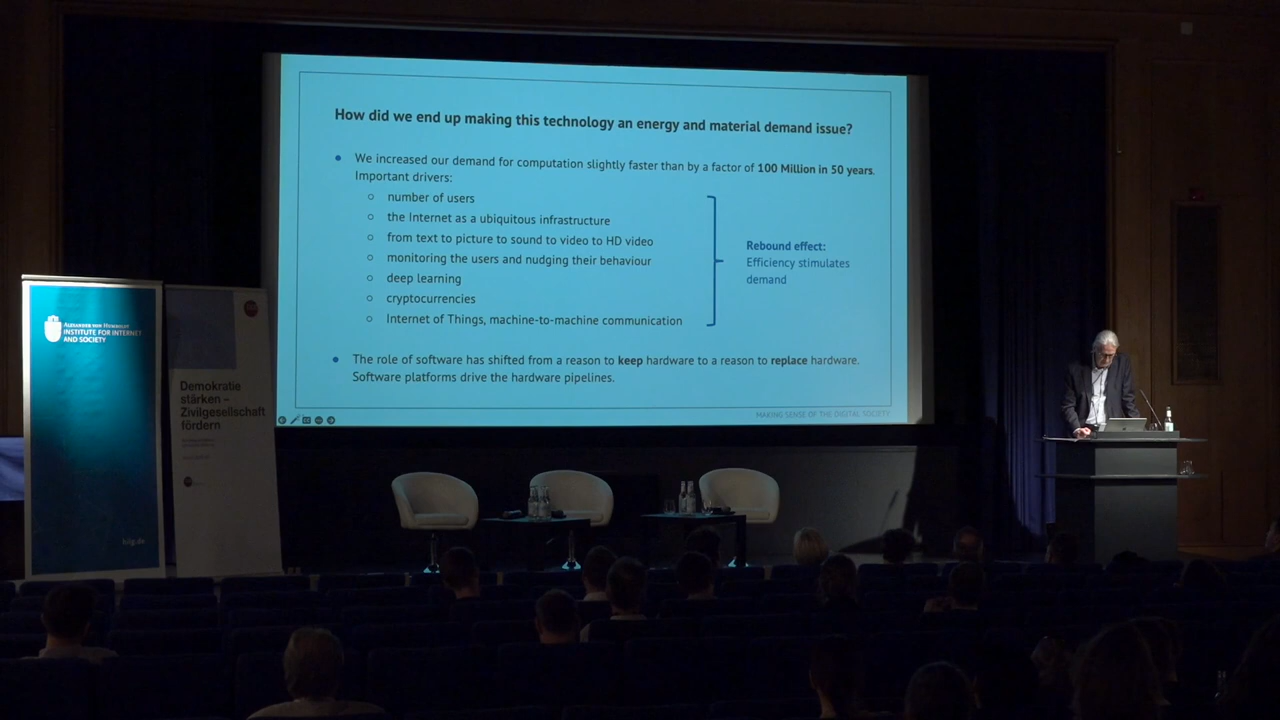 How did we end up making this technology an energy and material demand issue?
We increased our demand for computation slightly faster than by a factor of 100 Million in 50 years.
Important drivers:
number of users
the Internet as a ubiquitous infrastructure
from text to picture to sound to video to HD video
monitoring the users and nudging their behaviour
deep learning
cryptocurrencies
Internet of Things, machine-to-machine communication
Rebound effect:
Efficiency stimulates
demand
The role of software has shifted from a reason to keep hardware to a reason to replace hardware.
Software platforms drive the hardware pipelines.
MAKING SENSE OF THE DIGITAL SOCIETY
ALEXANDER VON HUMBOLDT
INSTITUTE FOR INTERNET
AND SOCIETY
hiig.de
Demokratie
stärken –
Zivilgesellschaft
fördern